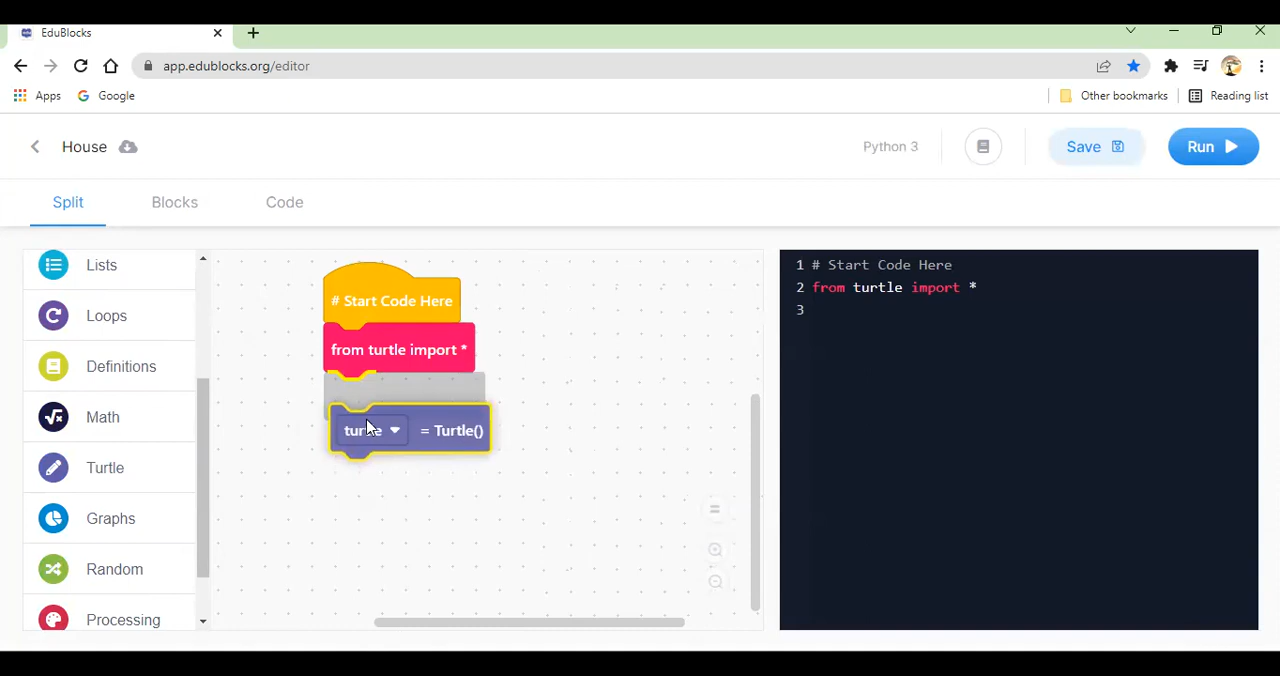 EduBlocks
app.edublocks.org/editor
Apps Google Other bookmarks Reading list
House Python 3 Save Run
Split Blocks Code
Lists
Loops
Definitions
Math
Turtle
Graphs
Random
Processing
# Start Code Here
from turtle import *
turtle = Turtle()
1 # Start Code Here
2 from turtle import *
3